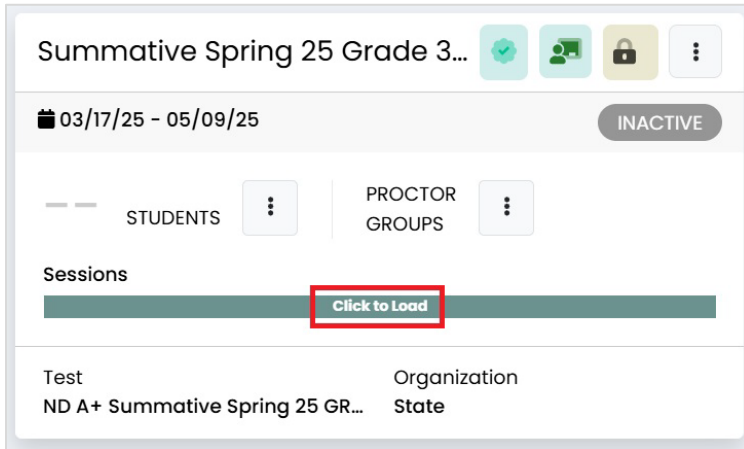 Summative Spring 25 Grade 3...
03/17/25 - 05/09/25
INACTIVE
-- STUDENTS
PROCTOR
GROUPS
Sessions
Click to Load
Test
ND A+ Summative Spring 25 GR...
Organization
State